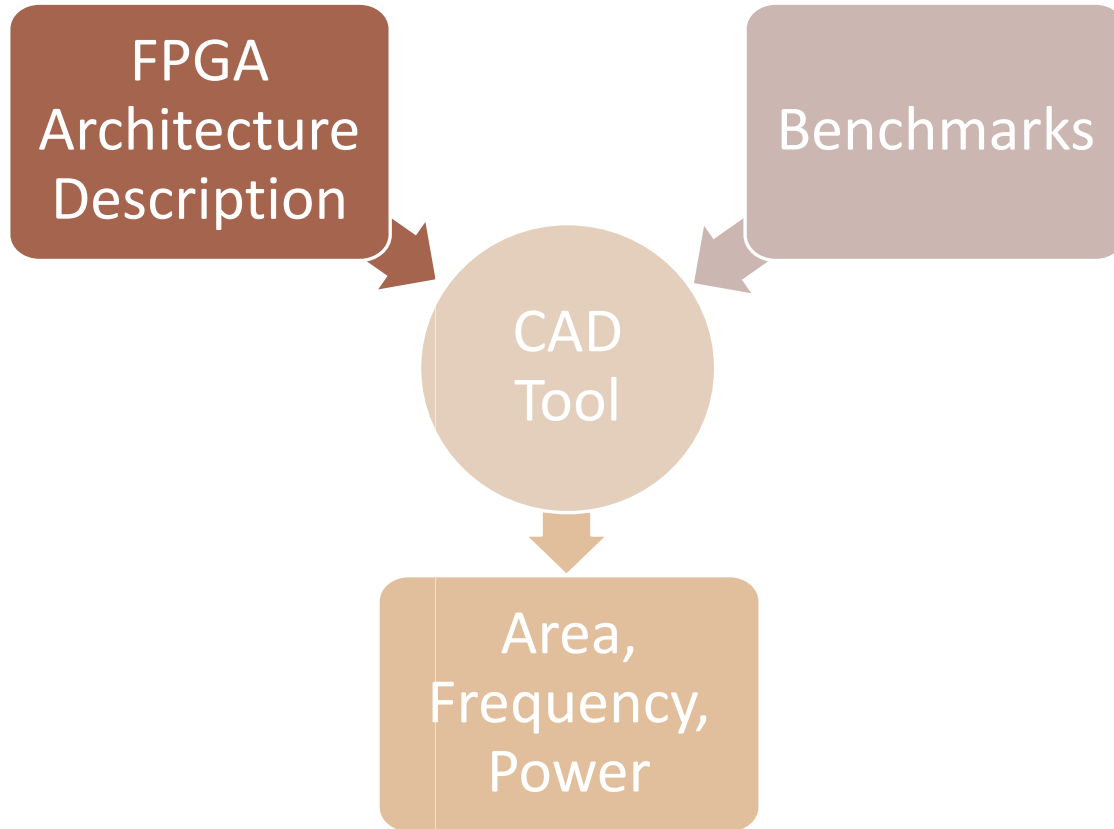 FPGA
Architecture
Description
Benchmarks
CAD
Tool
Area,
Frequency,
Power